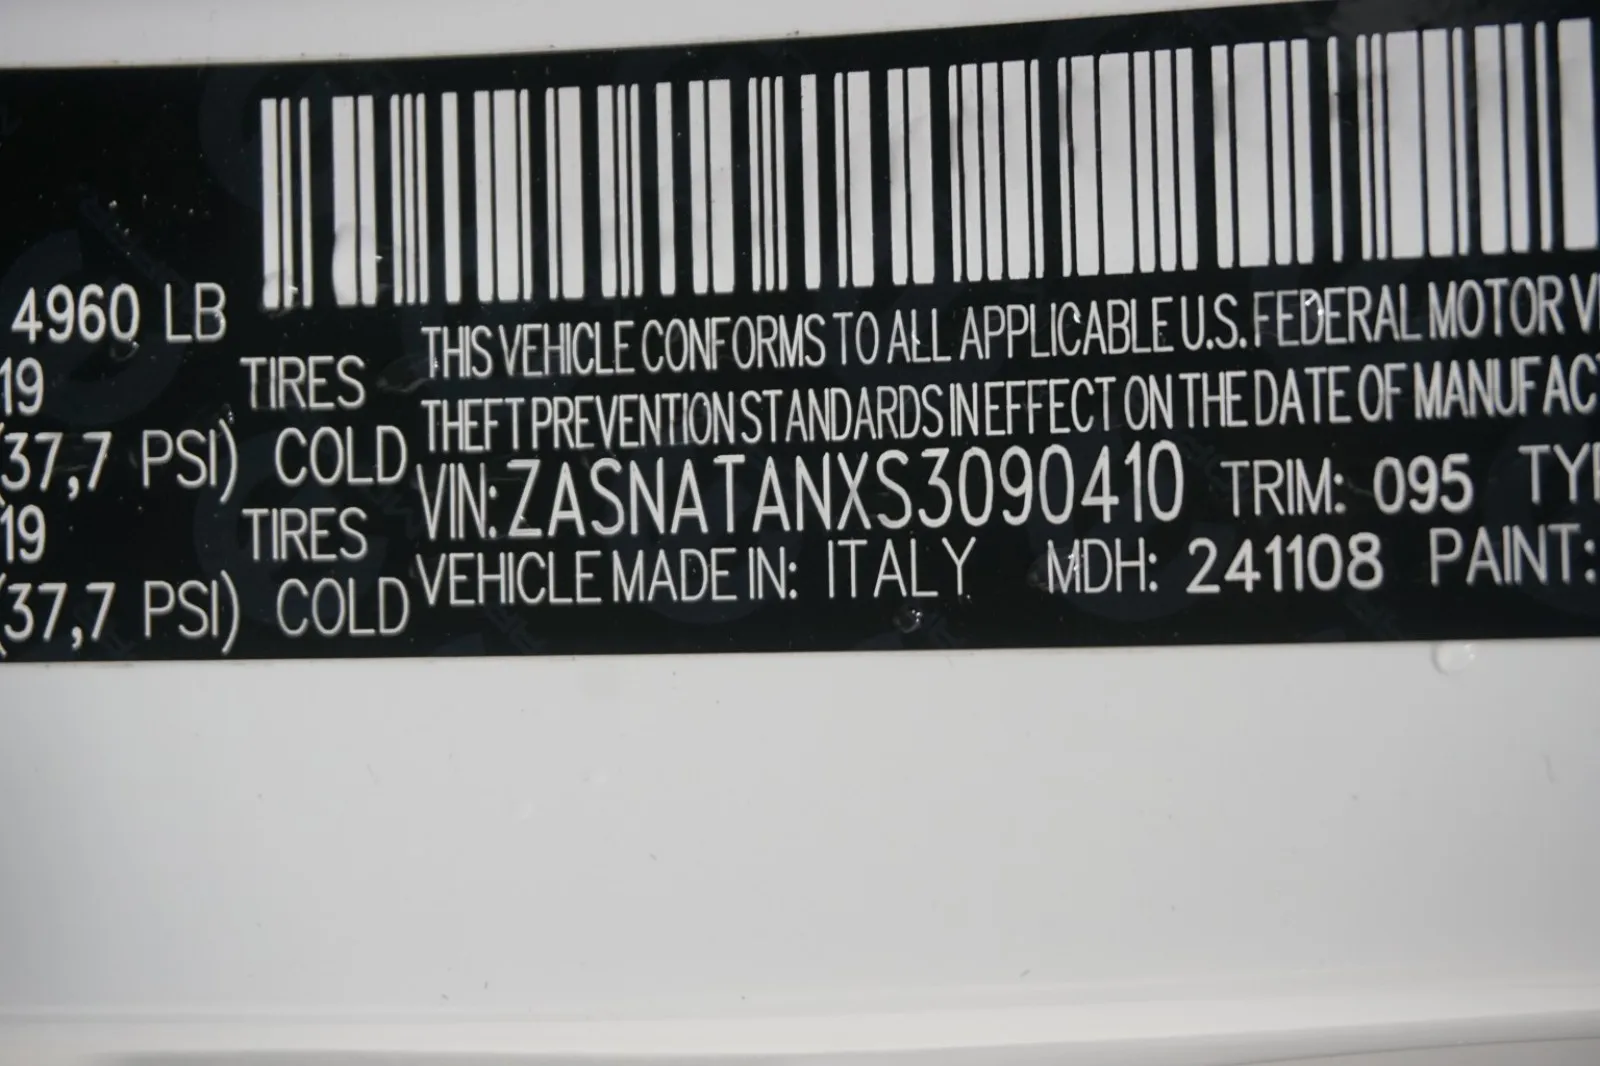 4960 LB
THIS VEHICLE CONFORMS TO ALL APPLICABLE U.S. FEDERAL MOTOR
19 TIRES
THEFT PREVENTION STANDARDS IN EFFECT ON THE DATE OF
(37,7 PSI) COLD
VIN: ZASNATANXS3090410 TRIM: 095
19 TIRES
VEHICLE MADE IN: ITALY MDH: 241108 PAINT:
(37,7 PSI) COLD